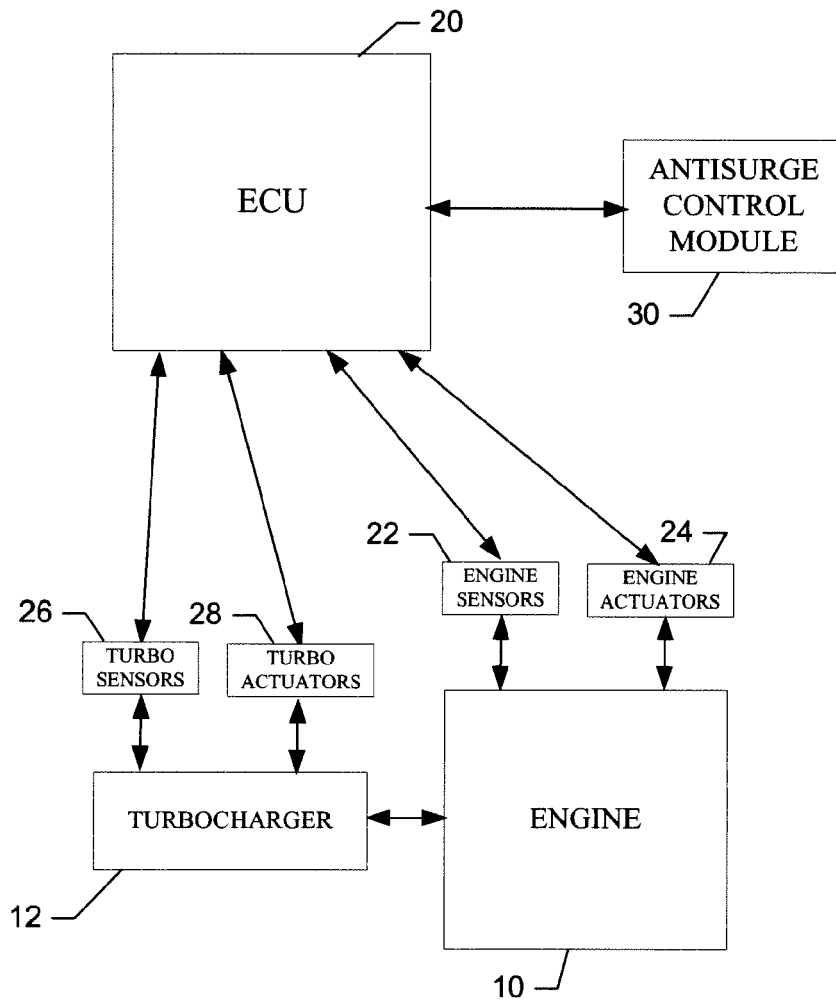 20
ECU
ANTISURGE
CONTROL
MODULE
30
22
24
ENGINE
SENSORS
ENGINE
ACTUATORS
26
28
TURBO
SENSORS
TURBO
ACTUATORS
TURBOCHARGER
ENGINE
12
10